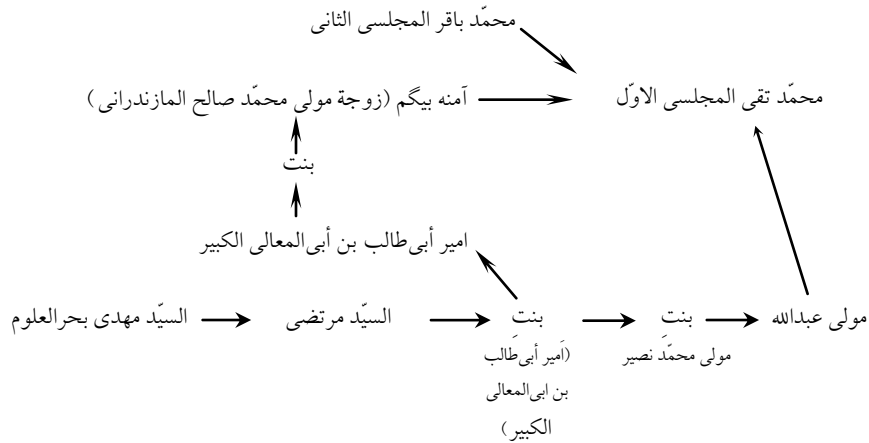 محمّد باقر المجلسی الثانی
محمّد تقی المجلسی الاوّل
آمنه بیگم (زوجة مولی محمّد صالح المازندرانی)
بنت
امیر أبی‌طالب بن أبی‌المعالی الکبیر
مولی عبدالله
بنتِ
مولی محمّد نصیر
بنتِ
(اَمیر أبی‌طالب
بن ابی‌المعالی
الکبیر)
السیّد مرتضی
السیّد مهدی بحرالعلوم